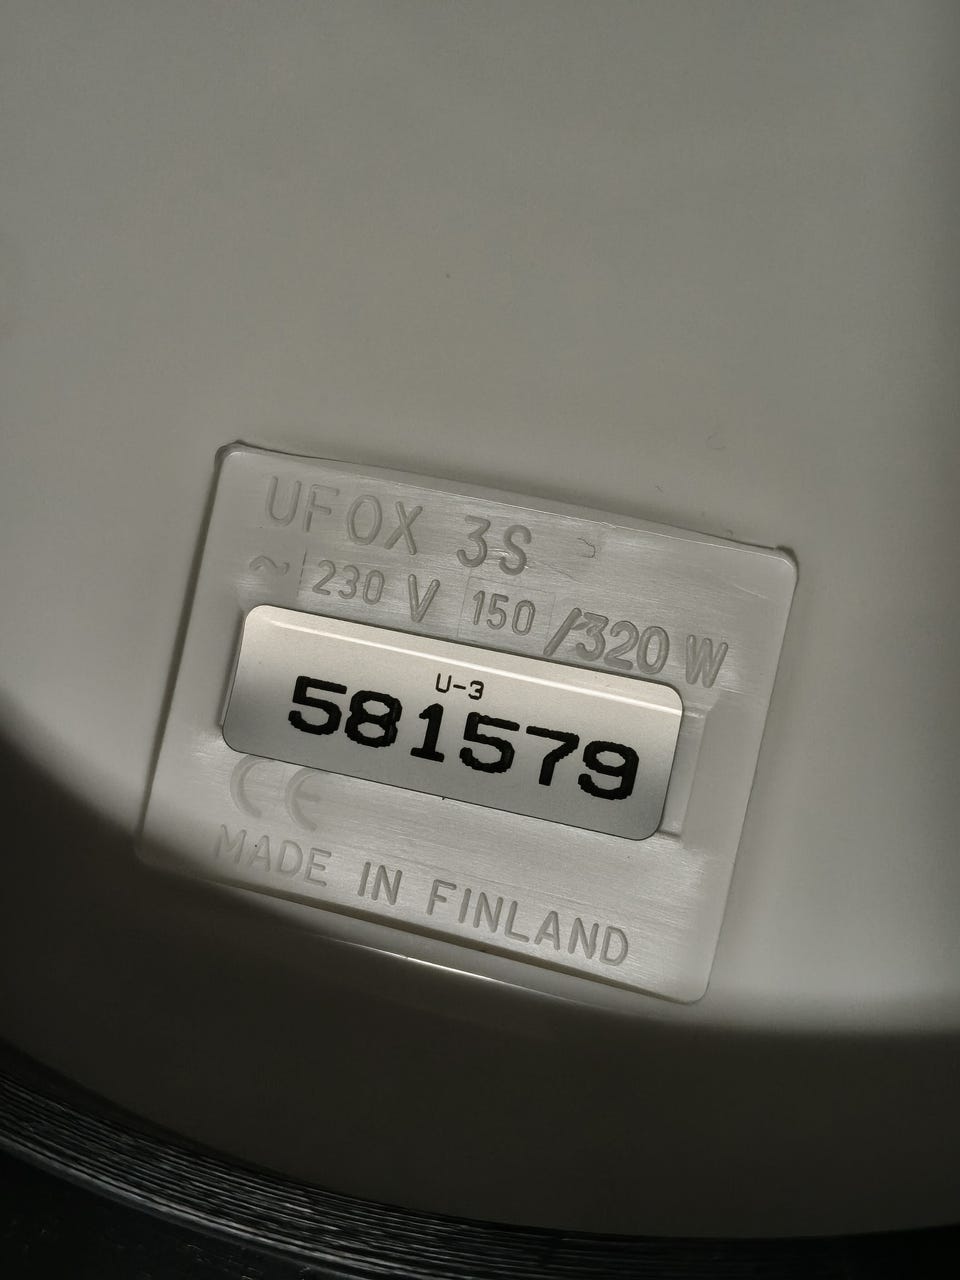 UFOX 3S
~ 230 V 150 /320 W
U-3
581579
CE
MADE IN FINLAND